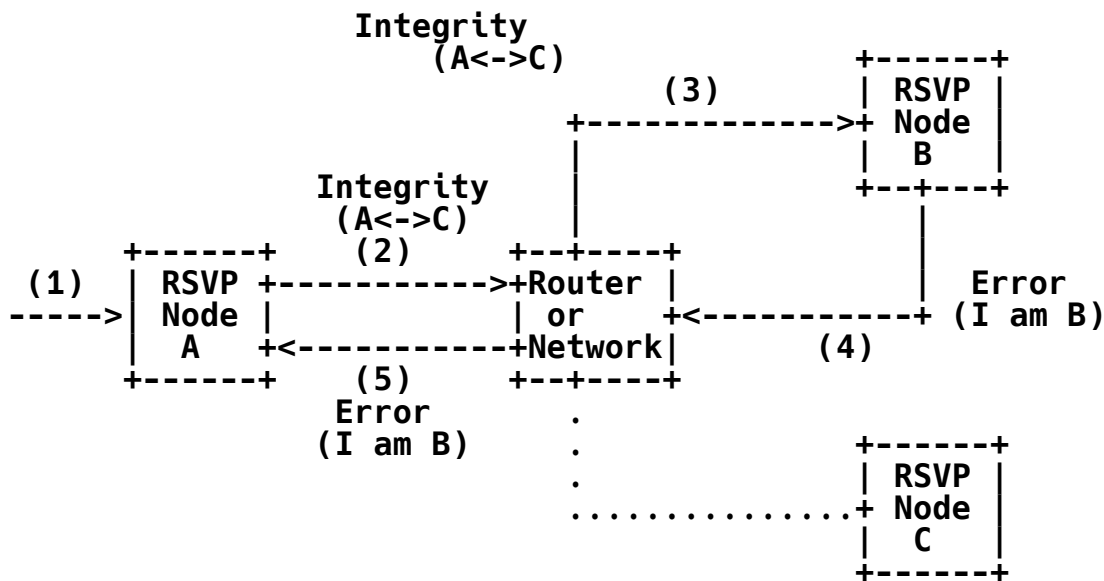 Integrity
(A<->C)                +------+
(3)       | RSVP |
+------------->+ Node |
|              |  B   |
Integrity    |              +--+---+
(A<->C)     |                 |
+------+    (2)     +--+----+            |
(1)  | RSVP +----------->+Router |            |  Error
----->| Node |            |  or   +<-----------+ (I am B)
|  A   +<-----------+Network|       (4)
+------+    (5)     +--+----+
Error       .
(I am B)      .              +------+
.              | RSVP |
...............+ Node |
|  C   |
+------+